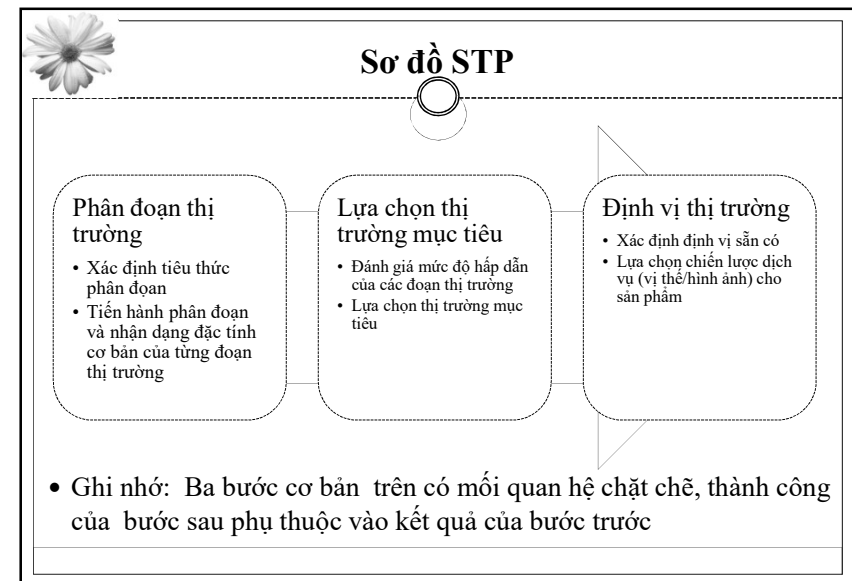 Sơ đồ STP
Phân đoạn thị
trường
• Xác định tiêu thức
phân đọan
• Tiến hành phân đoạn
và nhận dạng đặc tính
cơ bản của từng đoạn
thị trường
Lựa chọn thị
trường mục tiêu
• Đánh giá mức độ hấp dẫn
của các đoạn thị trường
• Lựa chọn thị trường mục
tiêu
Định vị thị trường
• Xác định định vị sẵn có
• Lựa chọn chiến lược dịch
vụ (vị thế/hình ảnh) cho
sản phẩm
• Ghi nhớ: Ba bước cơ bản trên có mối quan hệ chặt chẽ, thành công
của bước sau phụ thuộc vào kết quả của bước trước